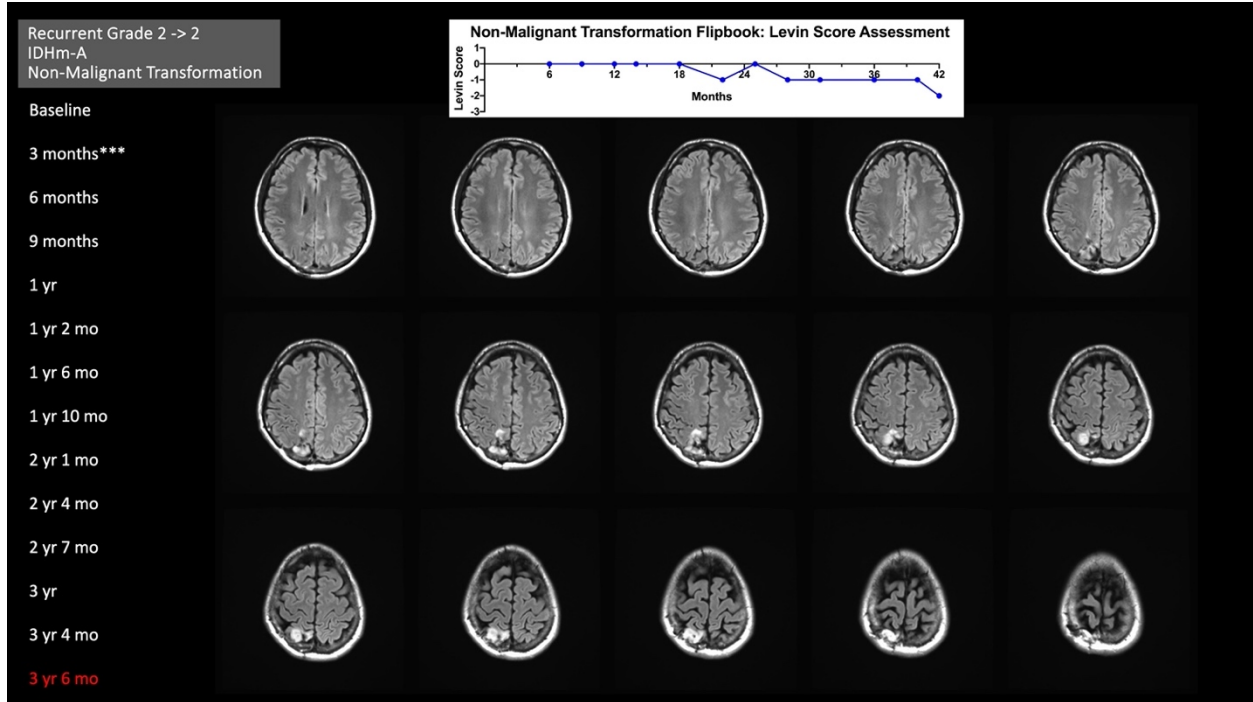 Recurrent Grade 2 -> 2
IDHm-A
Non-Malignant Transformation
Non-Malignant Transformation Flipbook: Levin Score Assessment
Levin Score
1
0
-1
-2
-3
6
12
18
24
30
36
42
Months
Baseline
3 months***
6 months
9 months
1 yr
1 yr 2 mo
1 yr 6 mo
1 yr 10 mo
2 yr 1 mo
2 yr 4 mo
2 yr 7 mo
3 yr
3 yr 4 mo
3 yr 6 mo